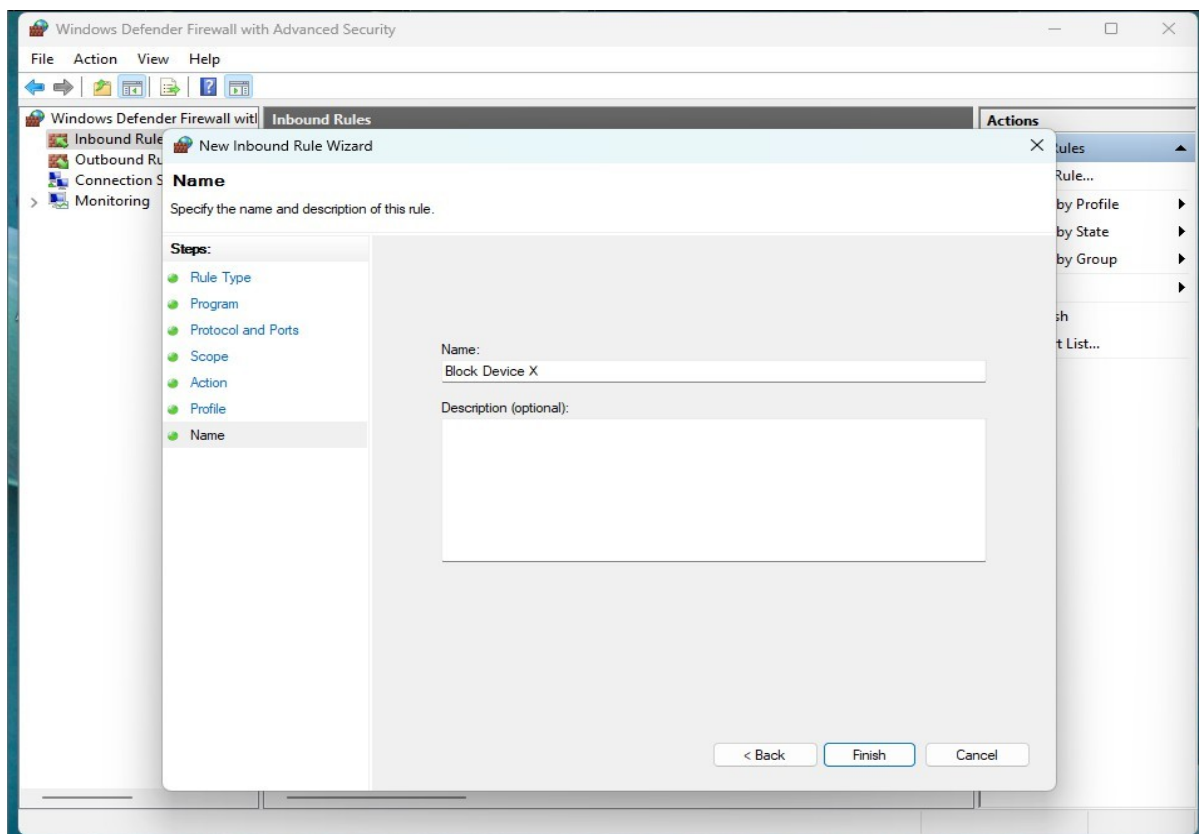 Windows Defender Firewall with Advanced Security
File Action View Help
Windows Defender Firewall witl
Inbound Rules
Actions
Inbound Rule
Outbound Ru
Connection S
Monitoring
New Inbound Rule Wizard
Name
Specify the name and description of this rule.
Steps:
Rule Type
Program
Protocol and Ports
Scope
Action
Profile
Name
Name:
Block Device X
Description (optional):
< Back Finish Cancel
Rules
Rule...
by Profile
by State
by Group
sh
t List...